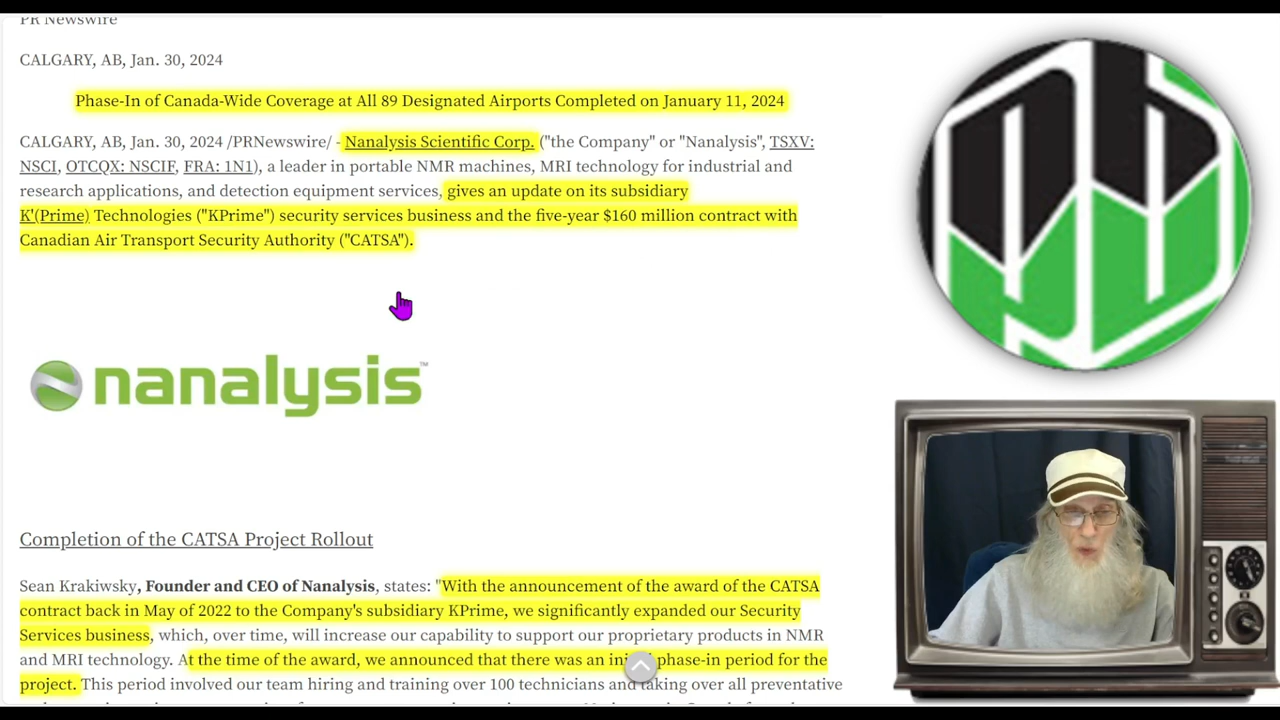 PR Newswire
CALGARY, AB, Jan. 30, 2024
Phase-In of Canada-Wide Coverage at All 89 Designated Airports Completed on January 11, 2024
CALGARY, AB, Jan. 30, 2024 /PRNewswire/ - Nanalysis Scientific Corp. ("the Company" or "Nanalysis", TSXV:
NSCI, OTCQX: NSCIF, FRA: 1N1), a leader in portable NMR machines, MRI technology for industrial and
research applications, and detection equipment services, gives an update on its subsidiary
K'(Prime) Technologies ("KPrime") security services business and the five-year $160 million contract with
Canadian Air Transport Security Authority ("CATSA").
nanalysis™
Completion of the CATSA Project Rollout
Sean Krakiwsky, Founder and CEO of Nanalysis, states: "With the announcement of the award of the CATSA
contract back in May of 2022 to the Company's subsidiary KPrime, we significantly expanded our Security
Services business, which, over time, will increase our capability to support our proprietary products in NMR
and MRI technology. At the time of the award, we announced that there was an phase-in period for the
project. This period involved our team hiring and training over 100 technicians and taking over all preventative